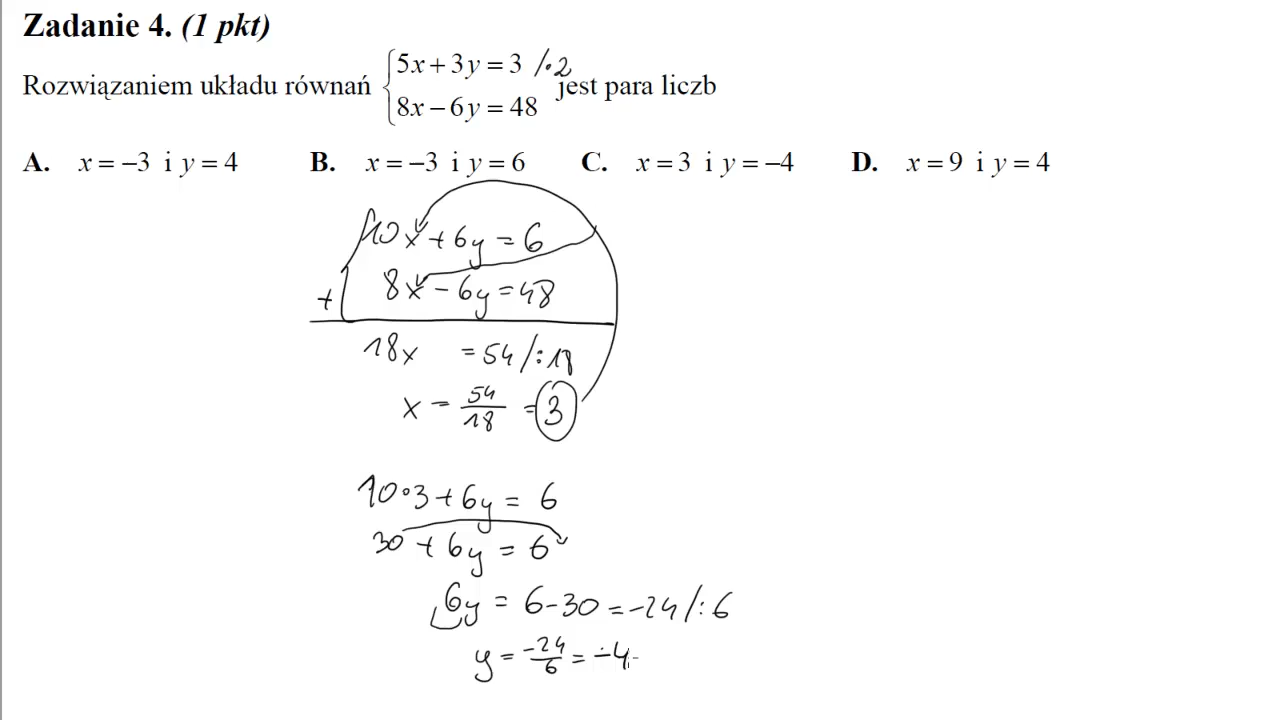 Zadanie 4. (1 pkt)
Rozwiązaniem układu równań { 5x + 3y = 3 /·2
8x − 6y = 48 jest para liczb
A. x = −3 i y = 4 B. x = −3 i y = 6 C. x = 3 i y = −4 D. x = 9 i y = 4
10x + 6y = 6
+ 8x − 6y = 48
18x = 54 /:18
x = 54/18 = 3
10·3 + 6y = 6
30 + 6y = 6
6y = 6 − 30 = −24 /:6
y = −24/6 = −4